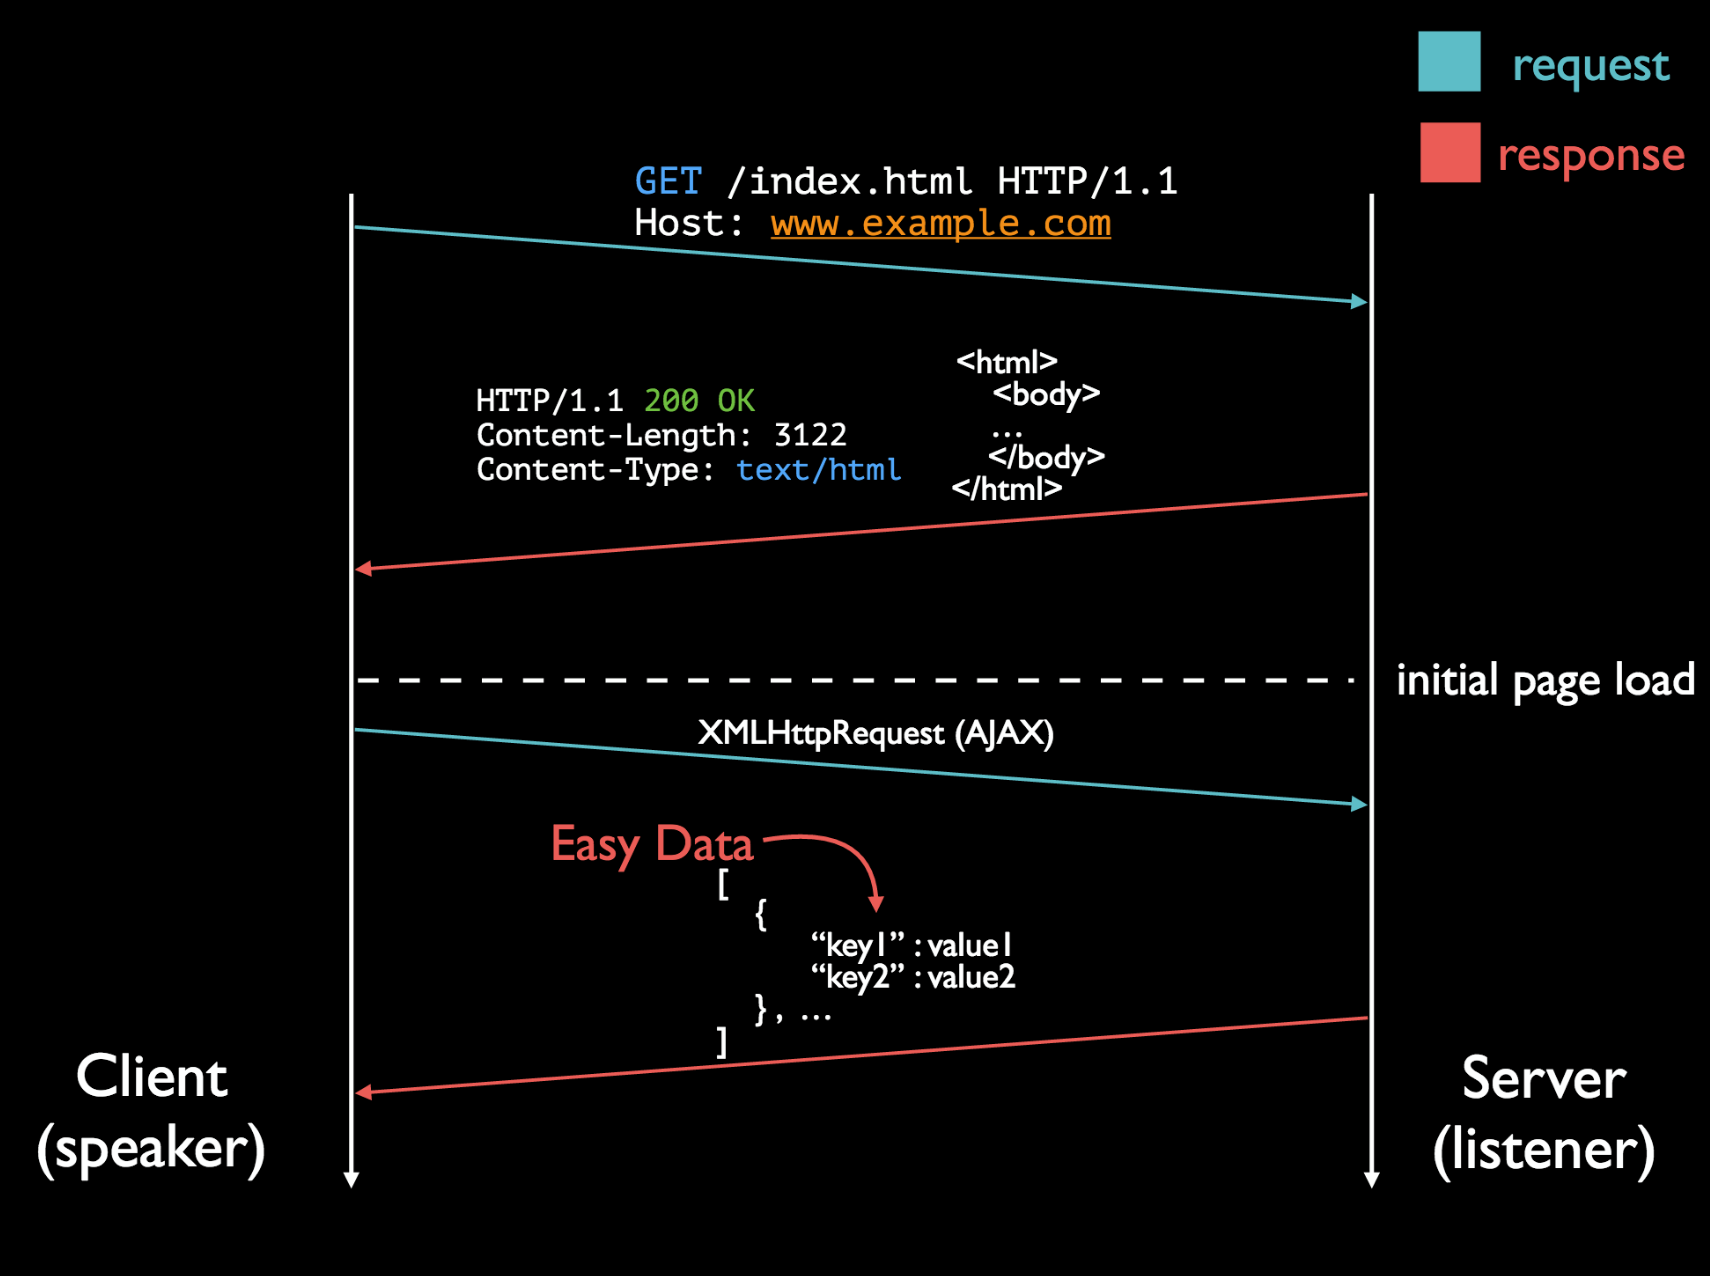 request
response
GET /index.html HTTP/1.1
Host: www.example.com
<html>
<body>
...
</body>
</html>
HTTP/1.1 200 OK
Content-Length: 3122
Content-Type: text/html
initial page load
XMLHttpRequest (AJAX)
Easy Data
[
{
“key1” : value1
“key2” : value2
}, ...
]
Client
(speaker)
Server
(listener)